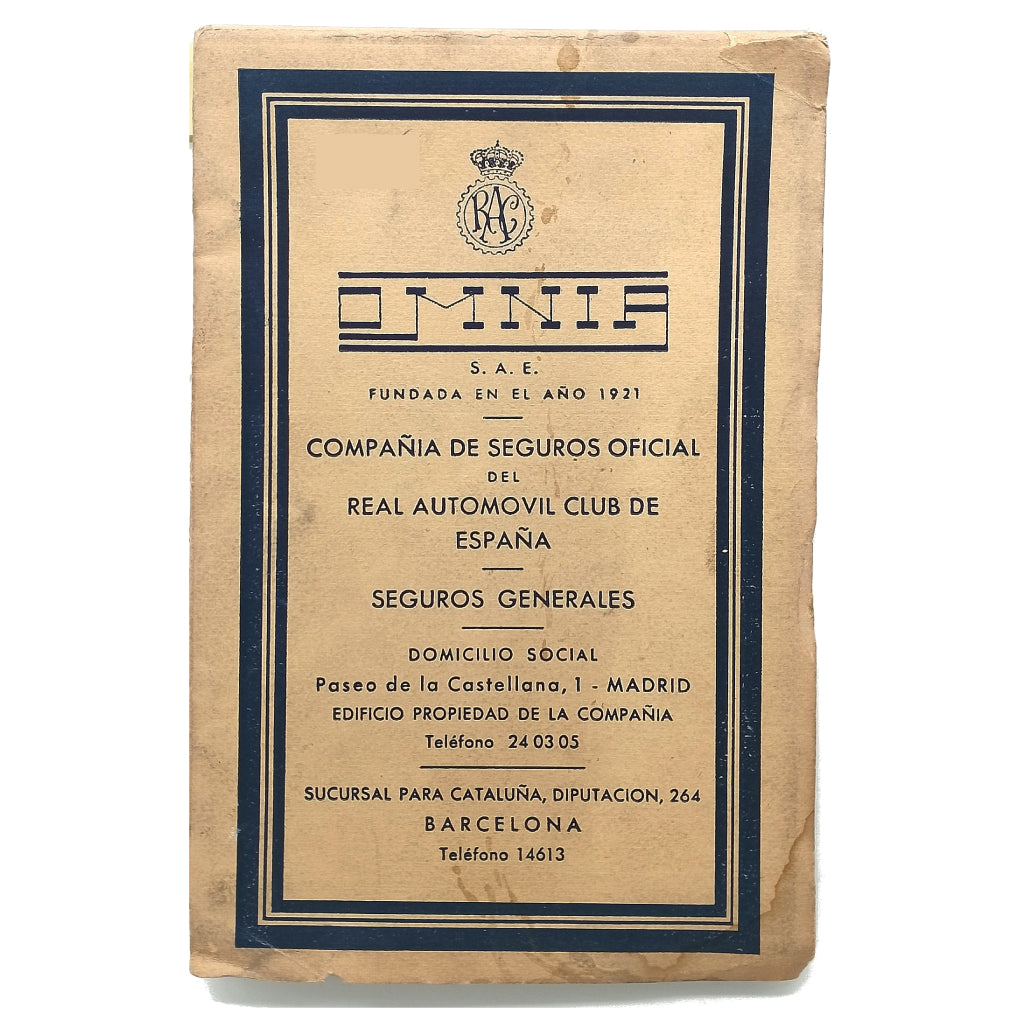 RAC
OMNIA
S. A. E.
FUNDADA EN EL AÑO 1921
COMPAÑIA DE SEGUROS OFICIAL
DEL
REAL AUTOMOVIL CLUB DE
ESPAÑA
SEGUROS GENERALES
DOMICILIO SOCIAL
Paseo de la Castellana, 1 - MADRID
EDIFICIO PROPIEDAD DE LA COMPAÑIA
Teléfono 24 03 05
SUCURSAL PARA CATALUÑA, DIPUTACION, 264
BARCELONA
Teléfono 14613